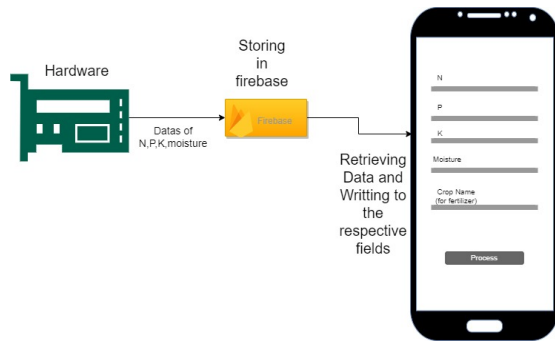 Hardware
Datas of
N,P,K,moisture
Storing
in
firebase
Firebase
Retrieving
Data and
Writting to
the
respective
fields
N
P
K
Moisture
Crop Name
(for fertilizer)
Process